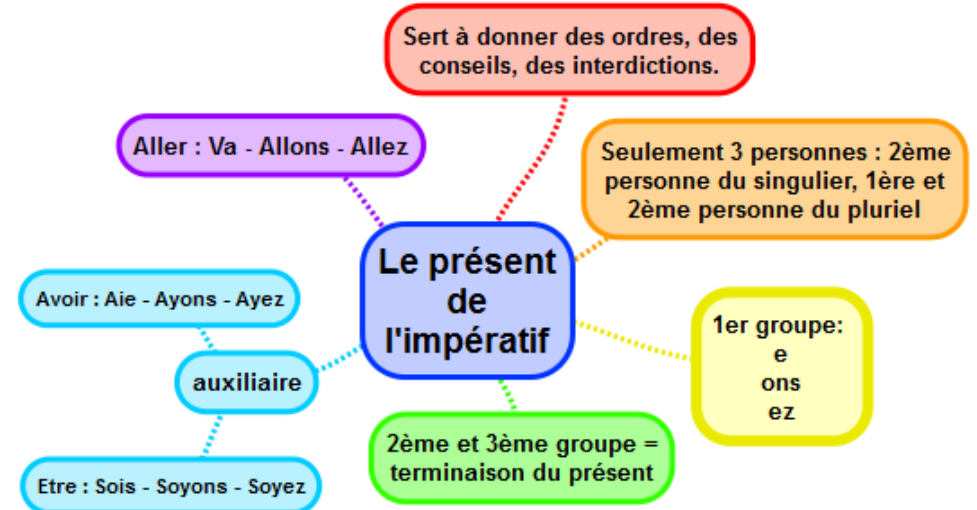 Sert à donner des ordres, des
conseils, des interdictions.
Aller : Va - Allons - Allez
Seulement 3 personnes : 2ème
personne du singulier, 1ère et
2ème personne du pluriel
Le présent
de
l'impératif
Avoir : Aie - Ayons - Ayez
1er groupe:
e
ons
ez
auxiliaire
2ème et 3ème groupe =
terminaison du présent
Etre : Sois - Soyons - Soyez